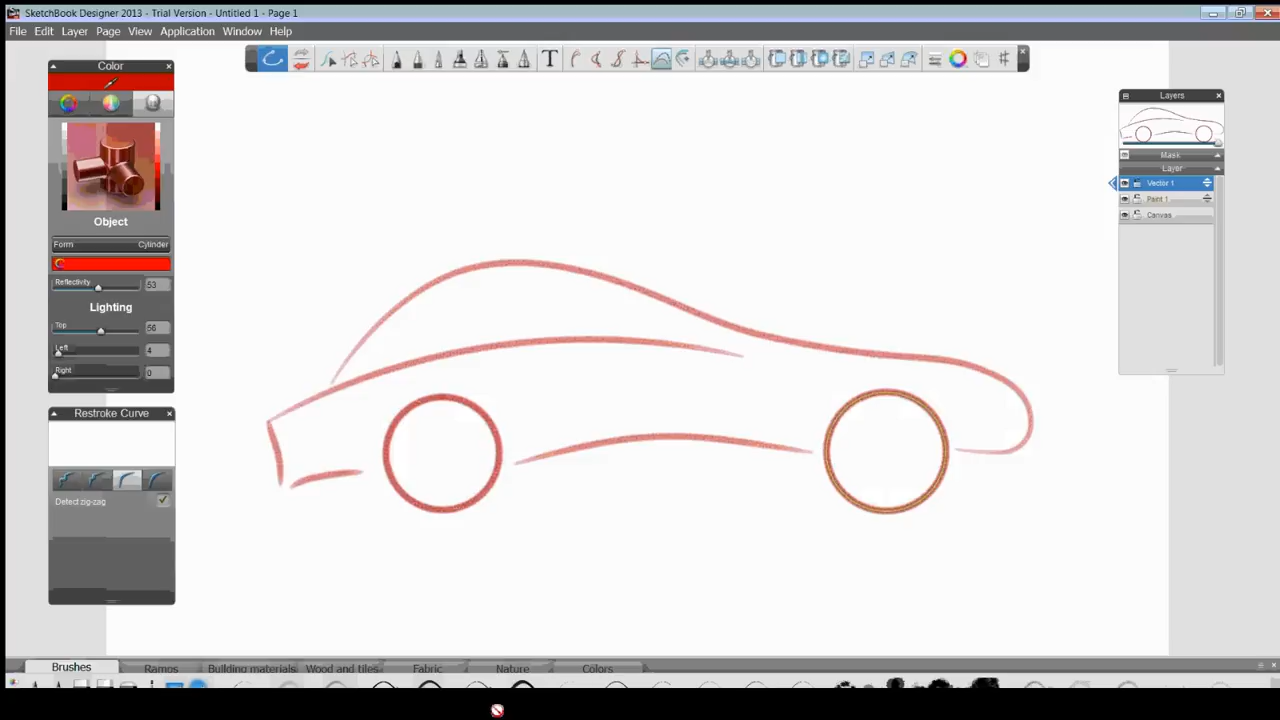 SketchBook Designer 2013 - Trial Version - Untitled 1 - Page 1
File Edit Layer Page View Application Window Help
T
Color
Object
Form Cylinder
Reflectivity 53
Lighting
Top 56
Left 4
Right 0
Restroke Curve
Detect zig-zag
Layers
Mask
Layer
Vector 1
Paint 1
Canvas
Brushes Ramps Building materials Wood and tiles Fabric Nature Colors